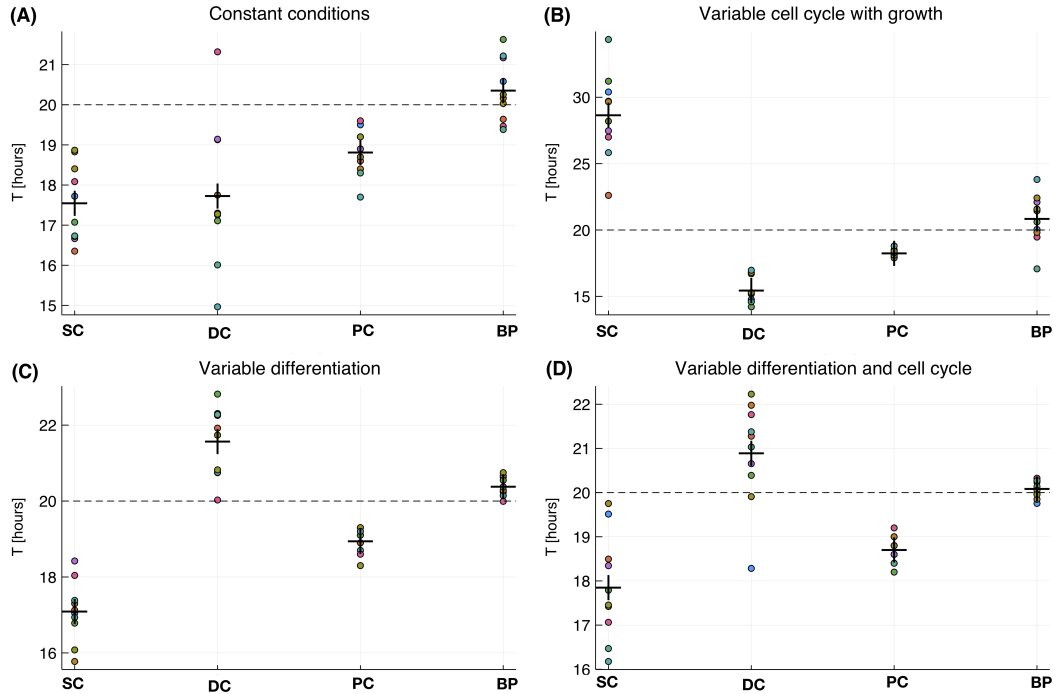 (A) Constant conditions
T [hours]
21
20
19
18
17
16
15
SC DC PC BP
(B) Variable cell cycle with growth
T [hours]
30
25
20
15
SC DC PC BP
(C) Variable differentiation
T [hours]
22
20
18
16
SC DC PC BP
(D) Variable differentiation and cell cycle
T [hours]
22
21
20
19
18
17
16
SC DC PC BP